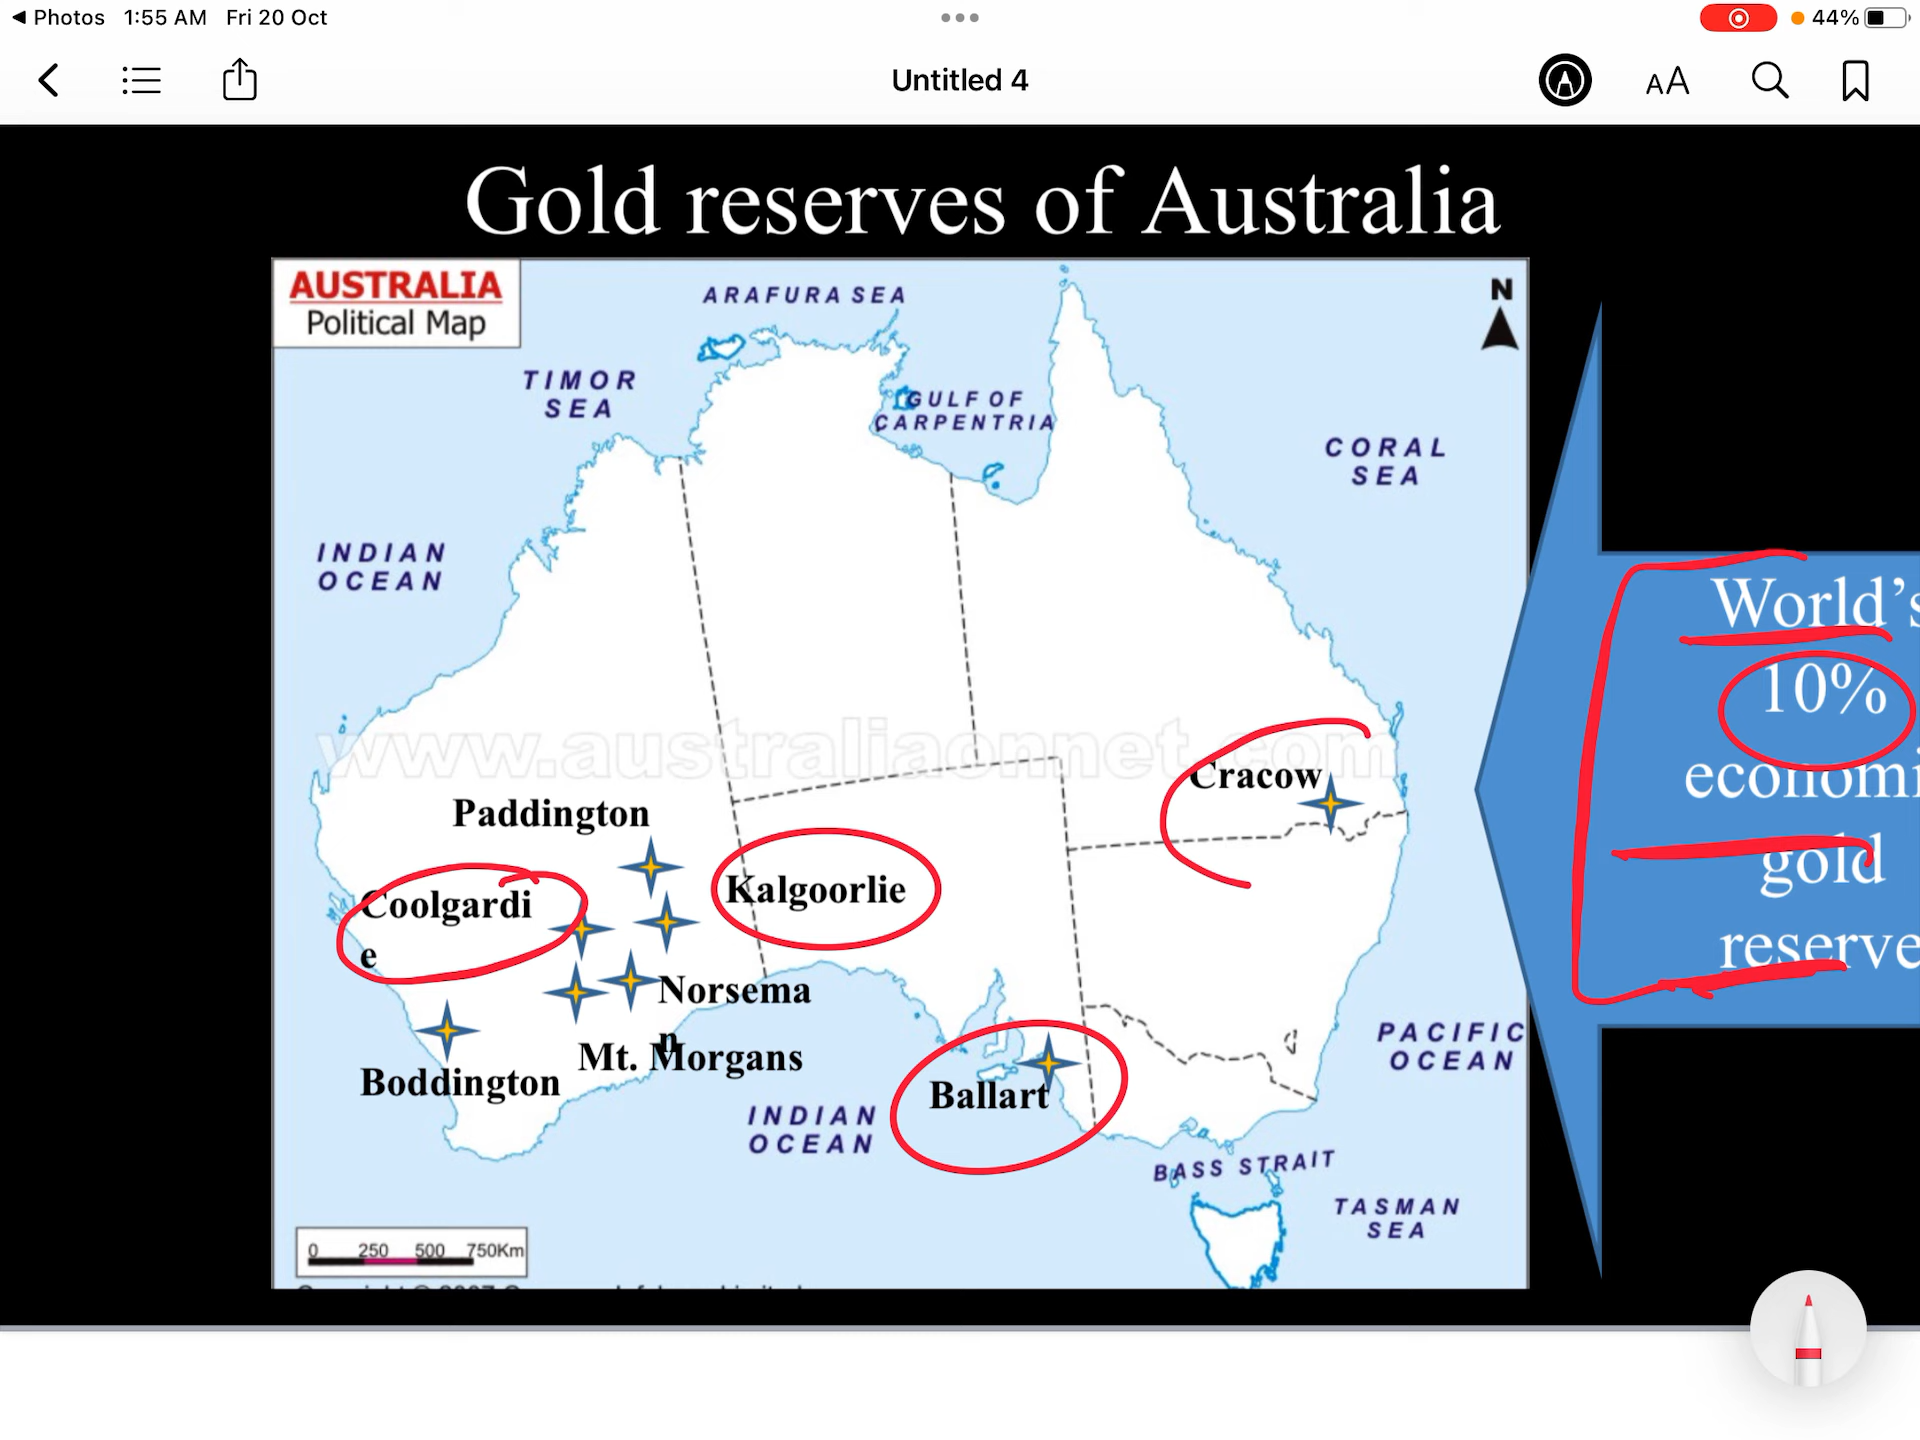 Photos 1:55 AM Fri 20 Oct
44%
Untitled 4
AA
Gold reserves of Australia
AUSTRALIA
Political Map
ARAFURA SEA
N
TIMOR
SEA
GULF OF
CARPENTRIA
CORAL
SEA
INDIAN
OCEAN
World's
10%
economi
gold
reserve
www.australiaonnet.com
Cracow
Paddington
Kalgoorlie
Coolgardi
e
Norsema
n
Mt. Morgans
Boddington
Ballart
PACIFIC
OCEAN
INDIAN
OCEAN
BASS STRAIT
TASMAN
SEA
0 250 500 750Km